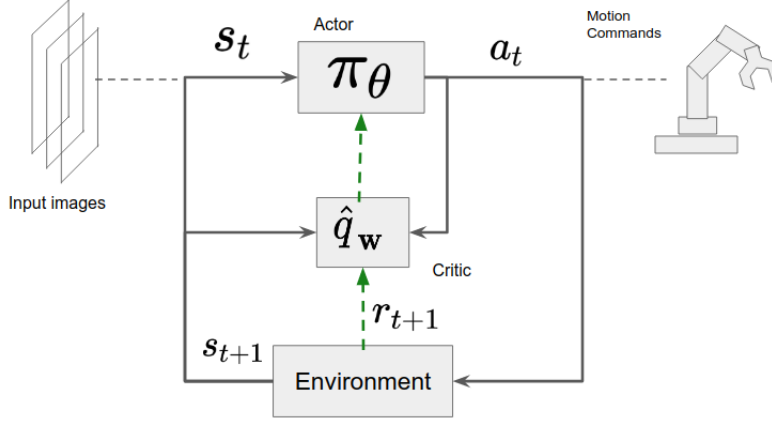 Actor
Motion
Commands
s_t
π_θ
a_t
Input images
q̂_w
Critic
r_{t+1}
s_{t+1}
Environment